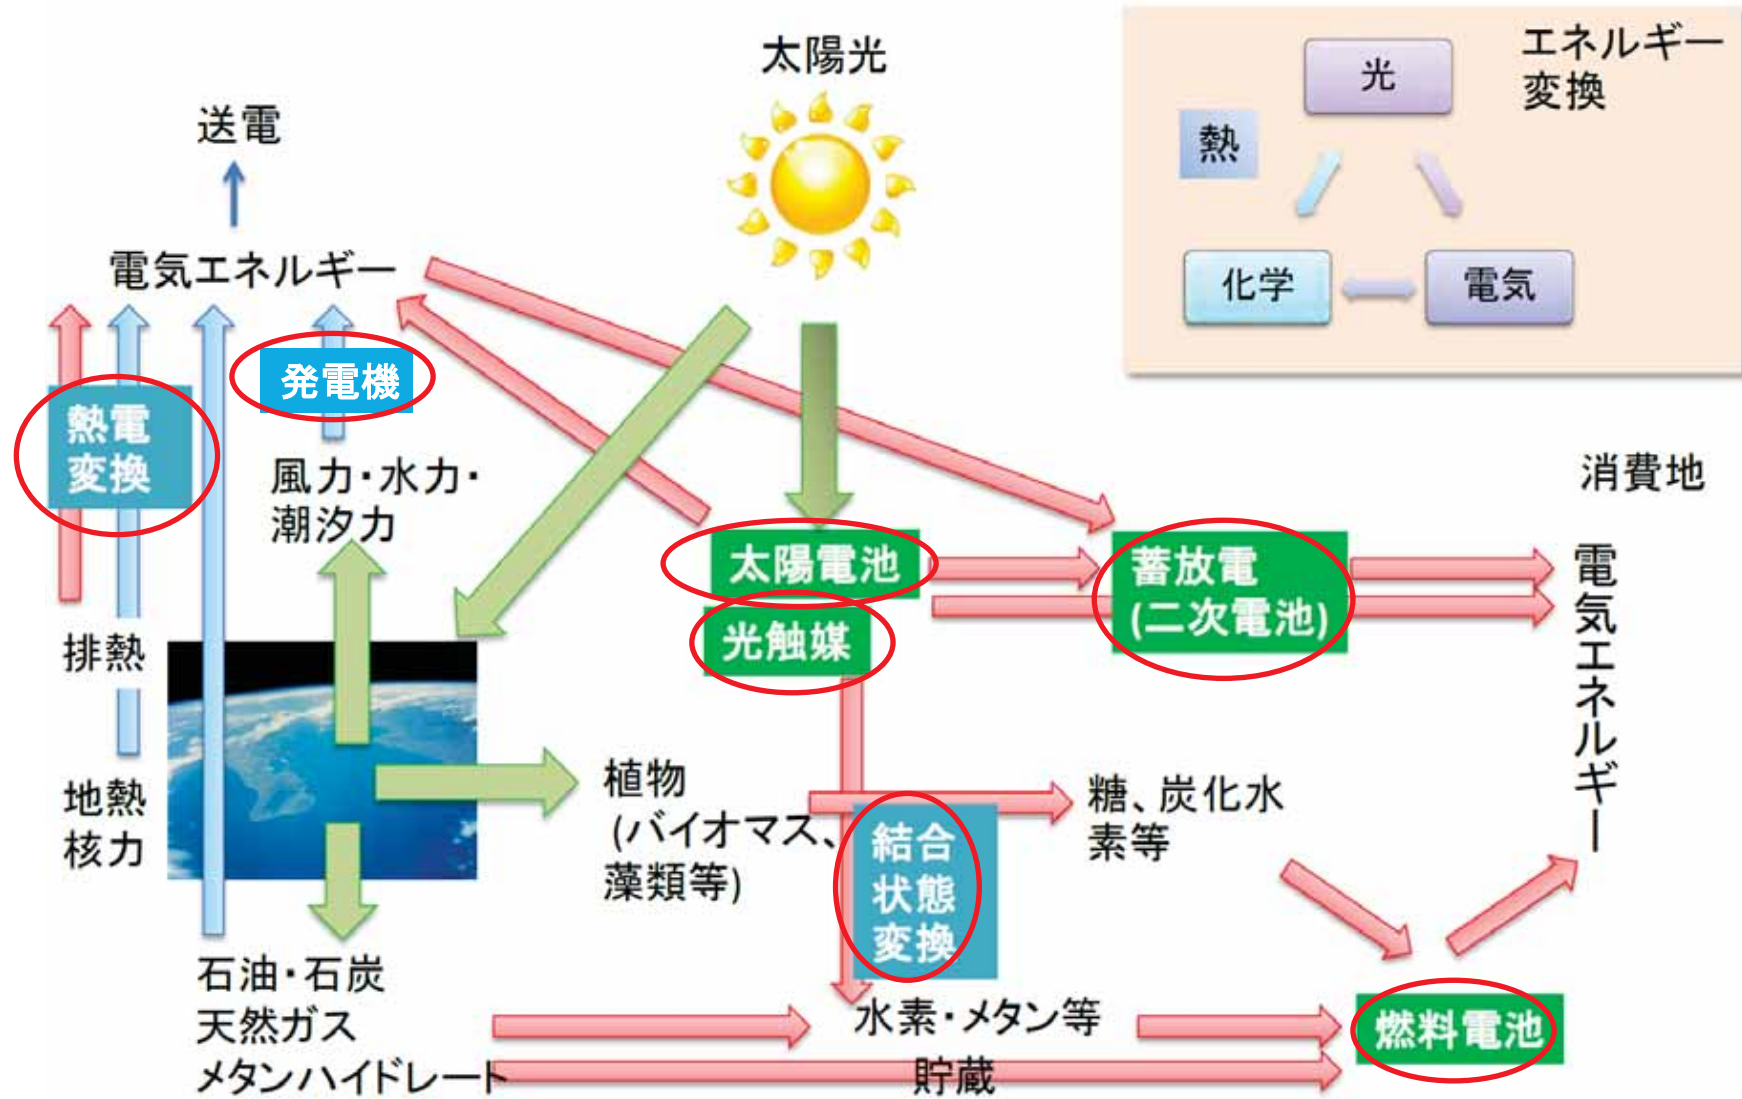 太陽光
エネルギー
変換
光
熱
化学
電気
送電
電気エネルギー
発電機
熱電
変換
風力・水力・
潮汐力
消費地
太陽電池
光触媒
蓄放電
(二次電池)
電気エネルギー
排熱
地熱
核力
植物
(バイオマス、
藻類等)
糖、炭化水
素等
結合
状態
変換
石油・石炭
天然ガス
メタンハイドレート
水素・メタン等
貯蔵
燃料電池